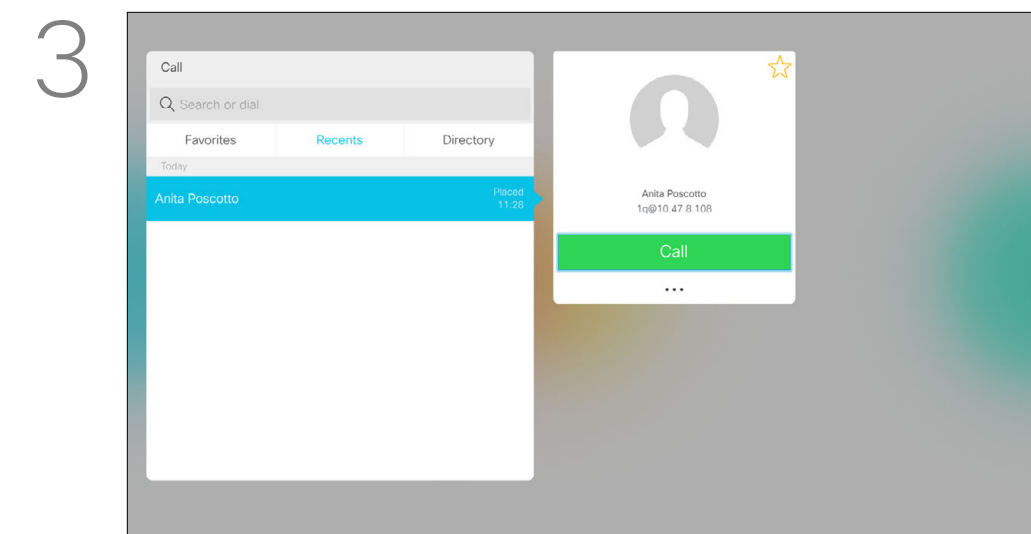 3
Call
Search or dial
Favorites Recents Directory
Today
Anita Poscotto Placed
11:28
Anita Poscotto
1q@10.47.8.108
Call
...